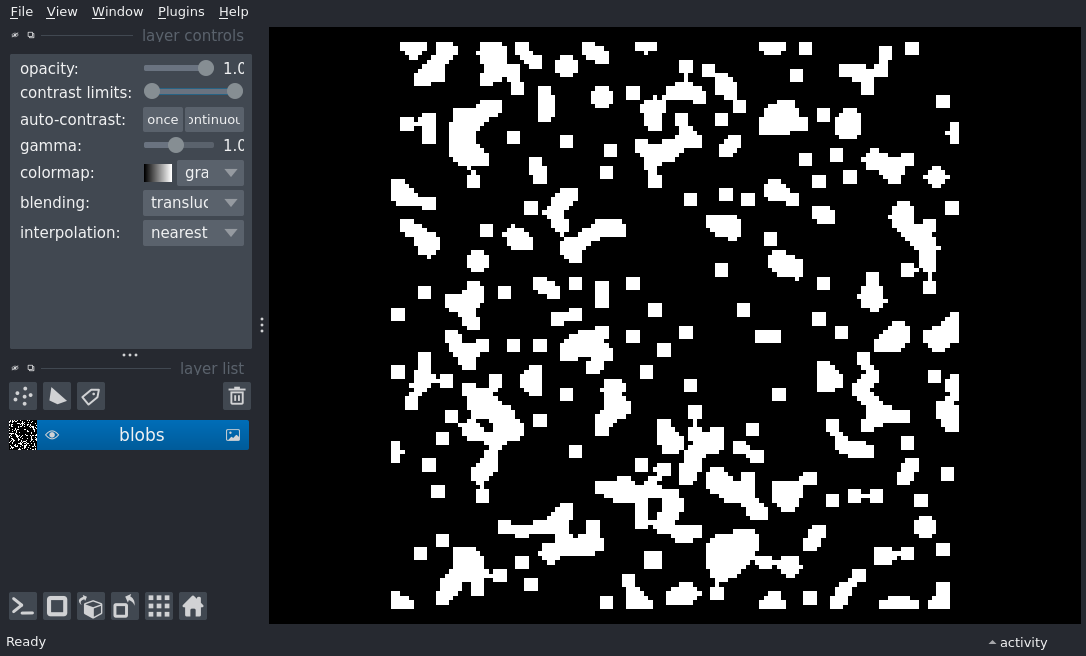 File View Window Plugins Help
layer controls
opacity: 1.0
contrast limits:
auto-contrast: once ontinuou
gamma: 1.0
colormap: gra
blending: transluc
interpolation: nearest
layer list
blobs
Ready activity